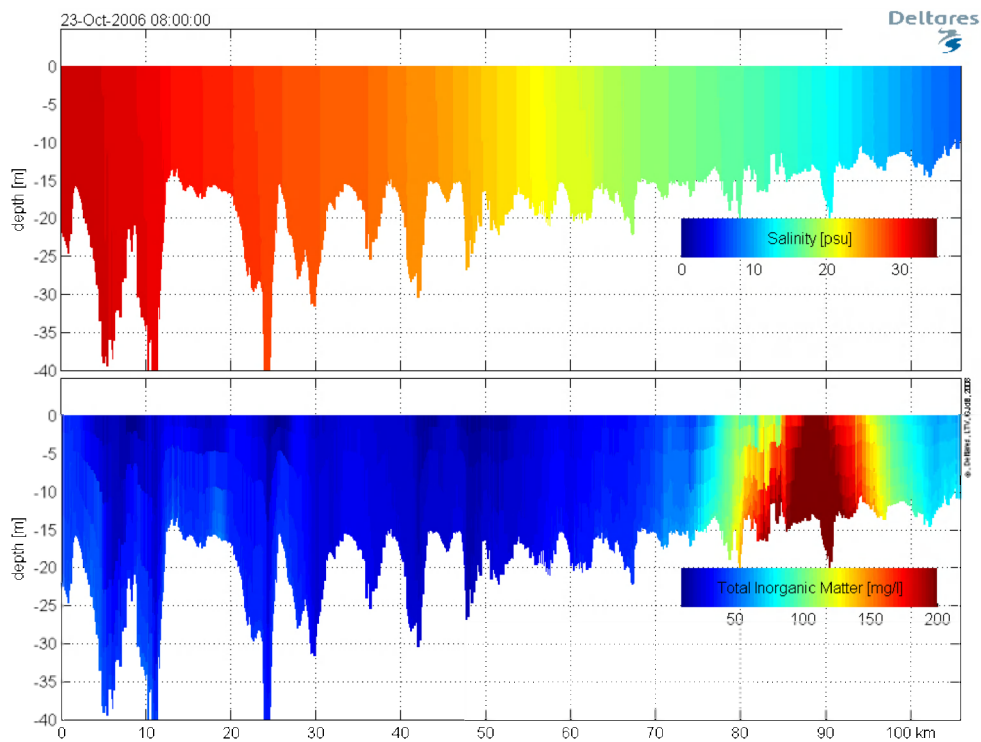 23-Oct-2006 08:00:00
Deltares
0
-5
-10
-15
-20
-25
-30
-35
-40
depth [m]
Salinity [psu]
0 10 20 30
0
-5
-10
-15
-20
-25
-30
-35
-40
depth [m]
Total Inorganic Matter [mg/l]
50 100 150 200
0 10 20 30 40 50 60 70 80 90 100 km